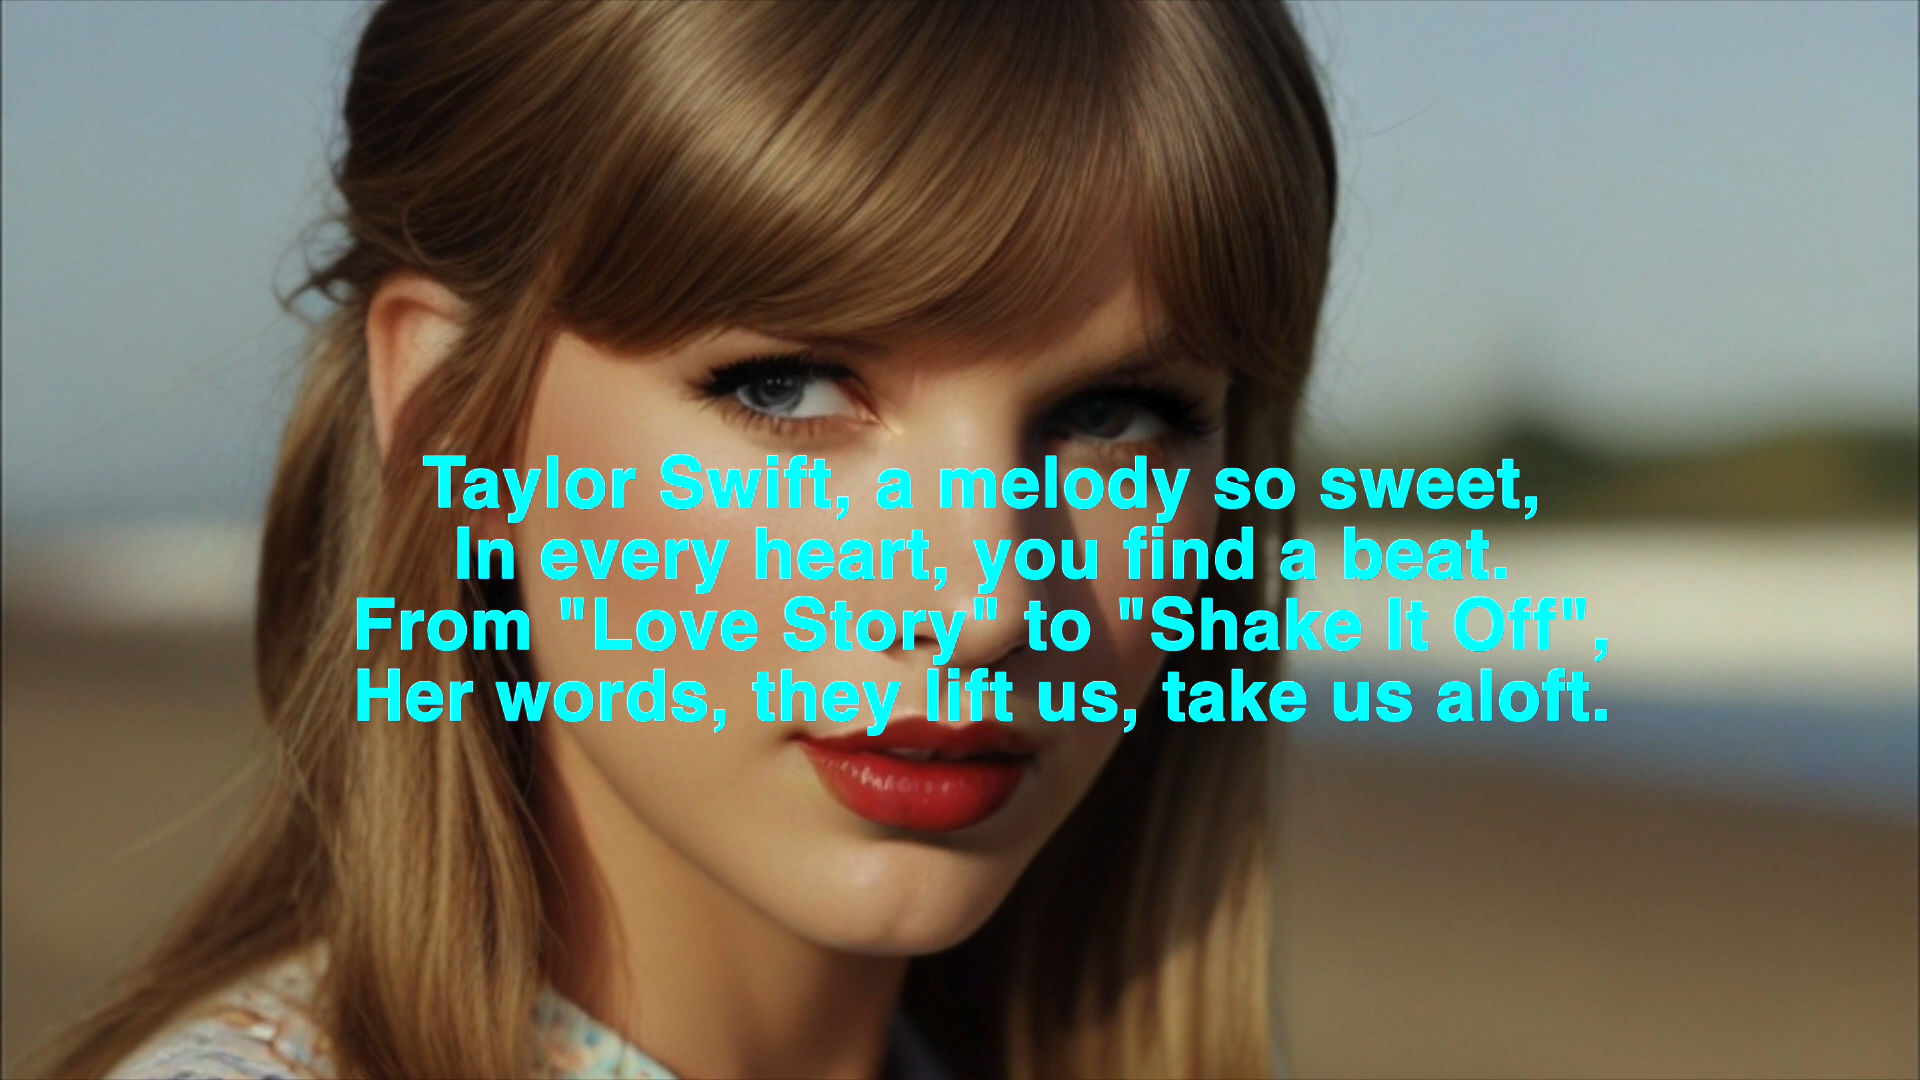 Taylor Swift, a melody so sweet,
In every heart, you find a beat.
From "Love Story" to "Shake It Off",
Her words, they lift us, take us aloft.